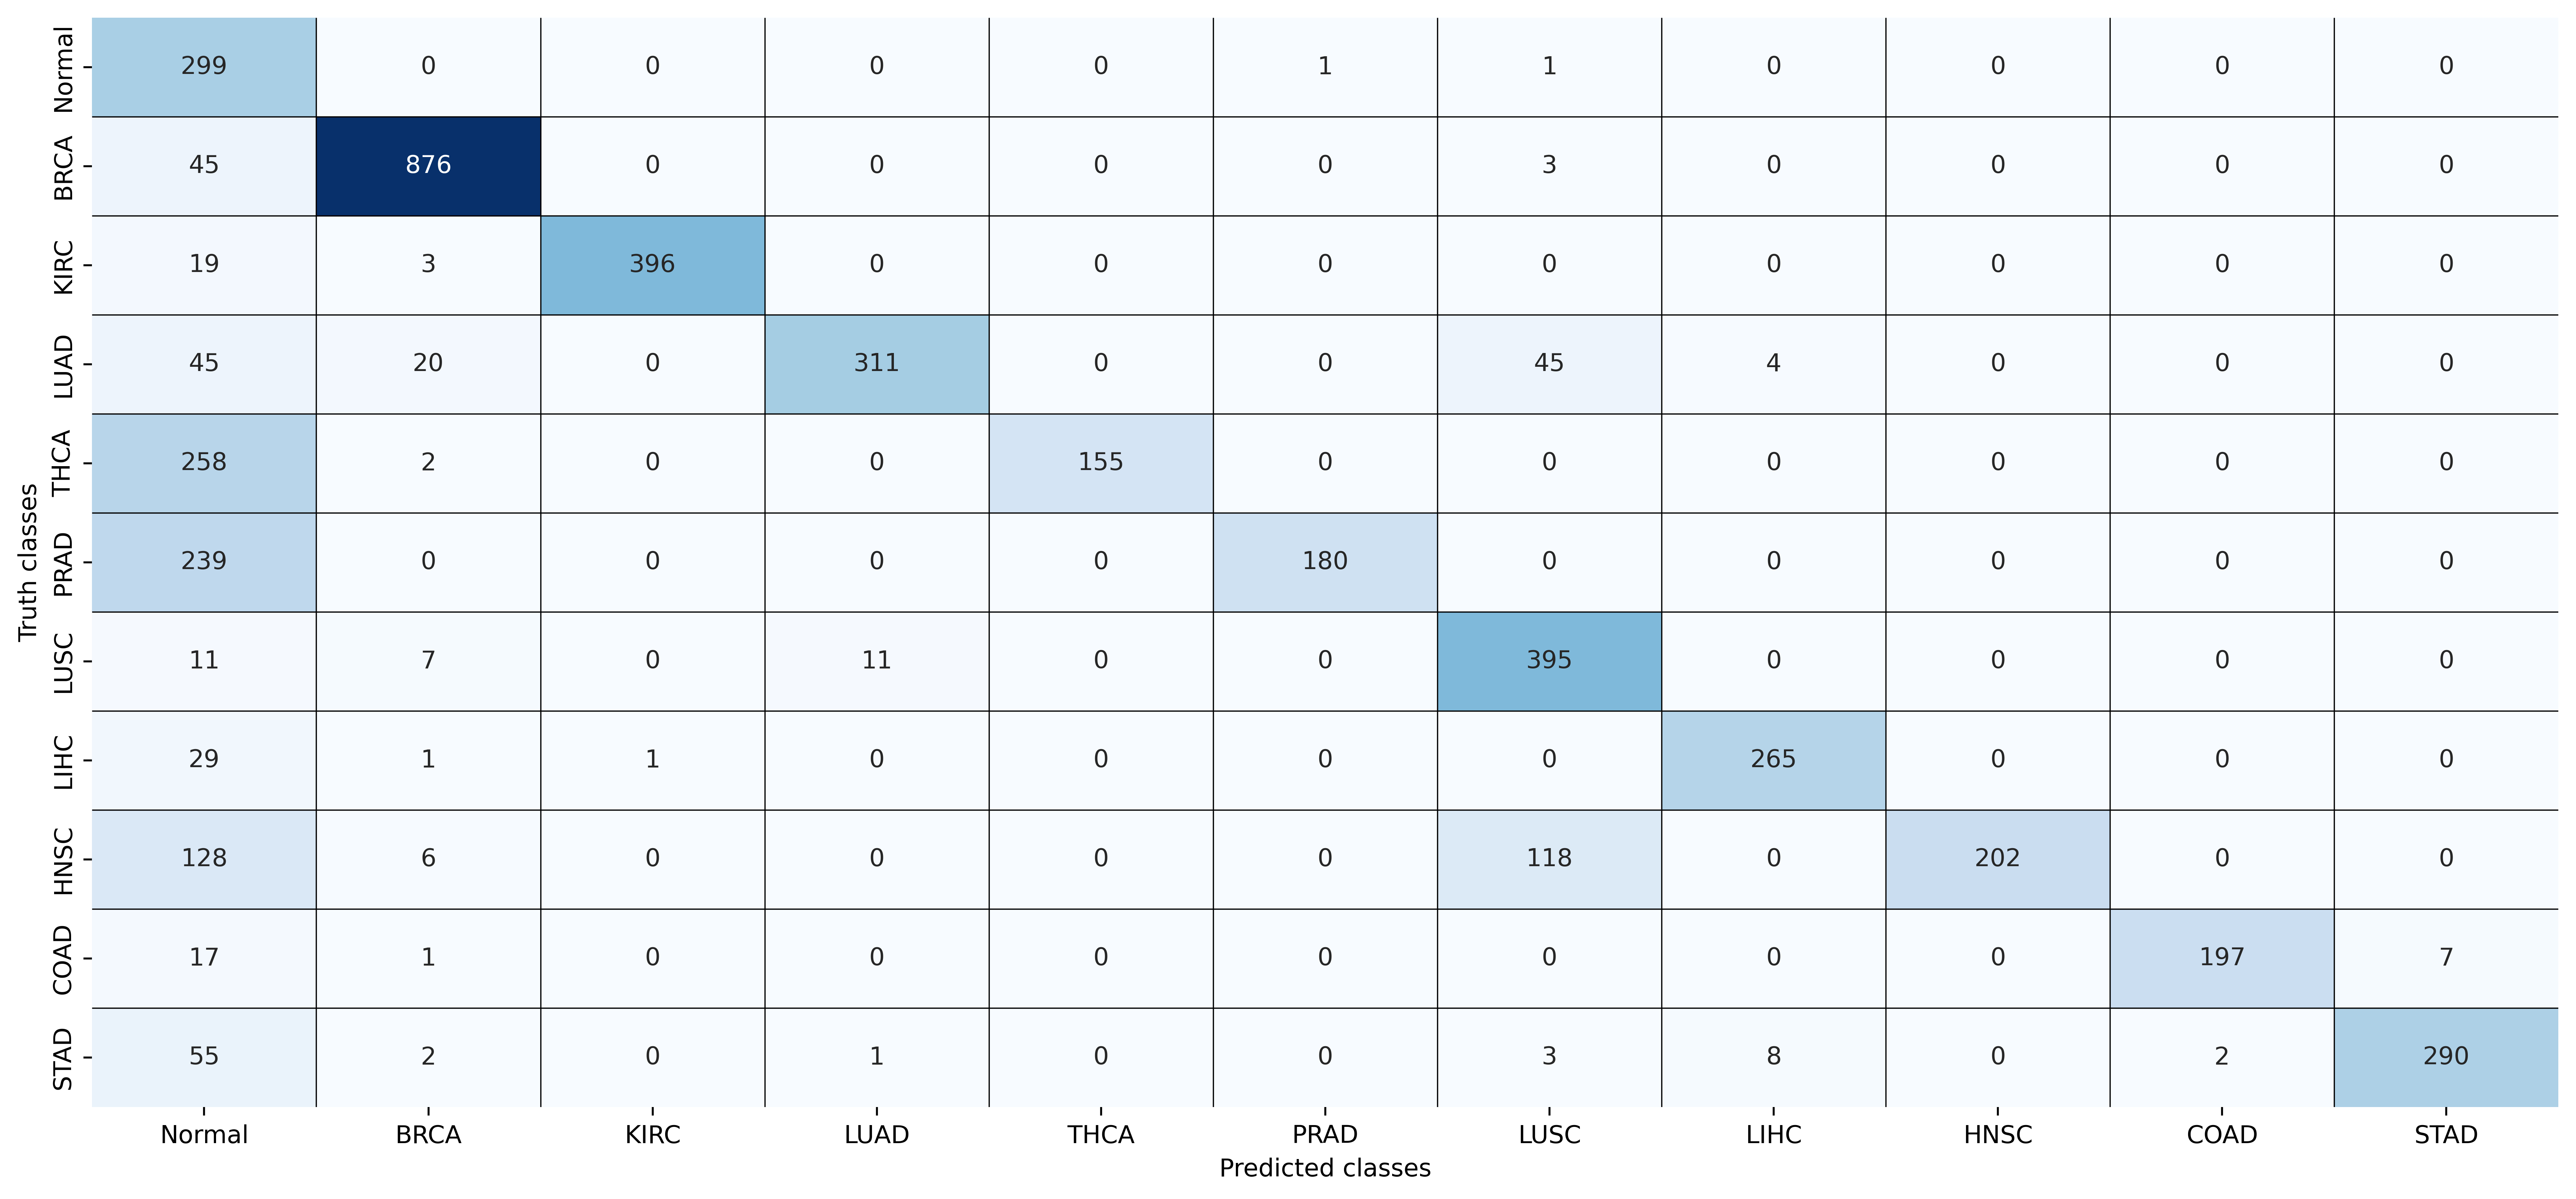 Truth classes
Normal 299 0 0 0 0 1 1 0 0 0 0
BRCA 45 876 0 0 0 0 3 0 0 0 0
KIRC 19 3 396 0 0 0 0 0 0 0 0
LUAD 45 20 0 311 0 0 45 4 0 0 0
THCA 258 2 0 0 155 0 0 0 0 0 0
PRAD 239 0 0 0 0 180 0 0 0 0 0
LUSC 11 7 0 11 0 0 395 0 0 0 0
LIHC 29 1 1 0 0 0 0 265 0 0 0
HNSC 128 6 0 0 0 0 118 0 202 0 0
COAD 17 1 0 0 0 0 0 0 0 197 7
STAD 55 2 0 1 0 0 3 8 0 2 290
Normal BRCA KIRC LUAD THCA PRAD LUSC LIHC HNSC COAD STAD
Predicted classes